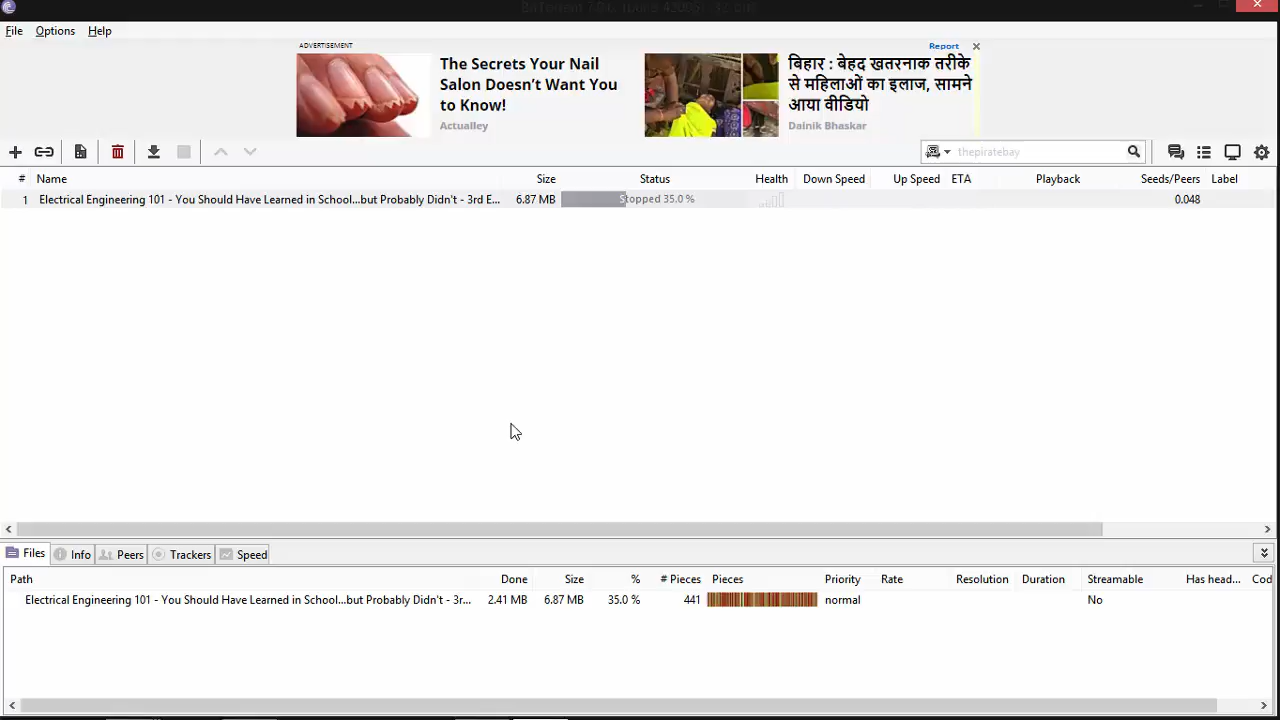 File Options Help
ADVERTISEMENT
Report
The Secrets Your Nail
Salon Doesn't Want You
to Know!
Actualley
बिहार : बेहद खतरनाक तरीके
से महिलाओं का इलाज, सामने
आया वीडियो
Dainik Bhaskar
thepiratebay
# Name Size Status Health Down Speed Up Speed ETA Playback Seeds/Peers Label
1 Electrical Engineering 101 - You Should Have Learned in School...but Probably Didn't - 3rd E... 6.87 MB Stopped 35.0 % 0.048
Files Info Peers Trackers Speed
Path Done Size % # Pieces Pieces Priority Rate Resolution Duration Streamable Has head... Cod
Electrical Engineering 101 - You Should Have Learned in School...but Probably Didn't - 3r... 2.41 MB 6.87 MB 35.0 % 441 normal No